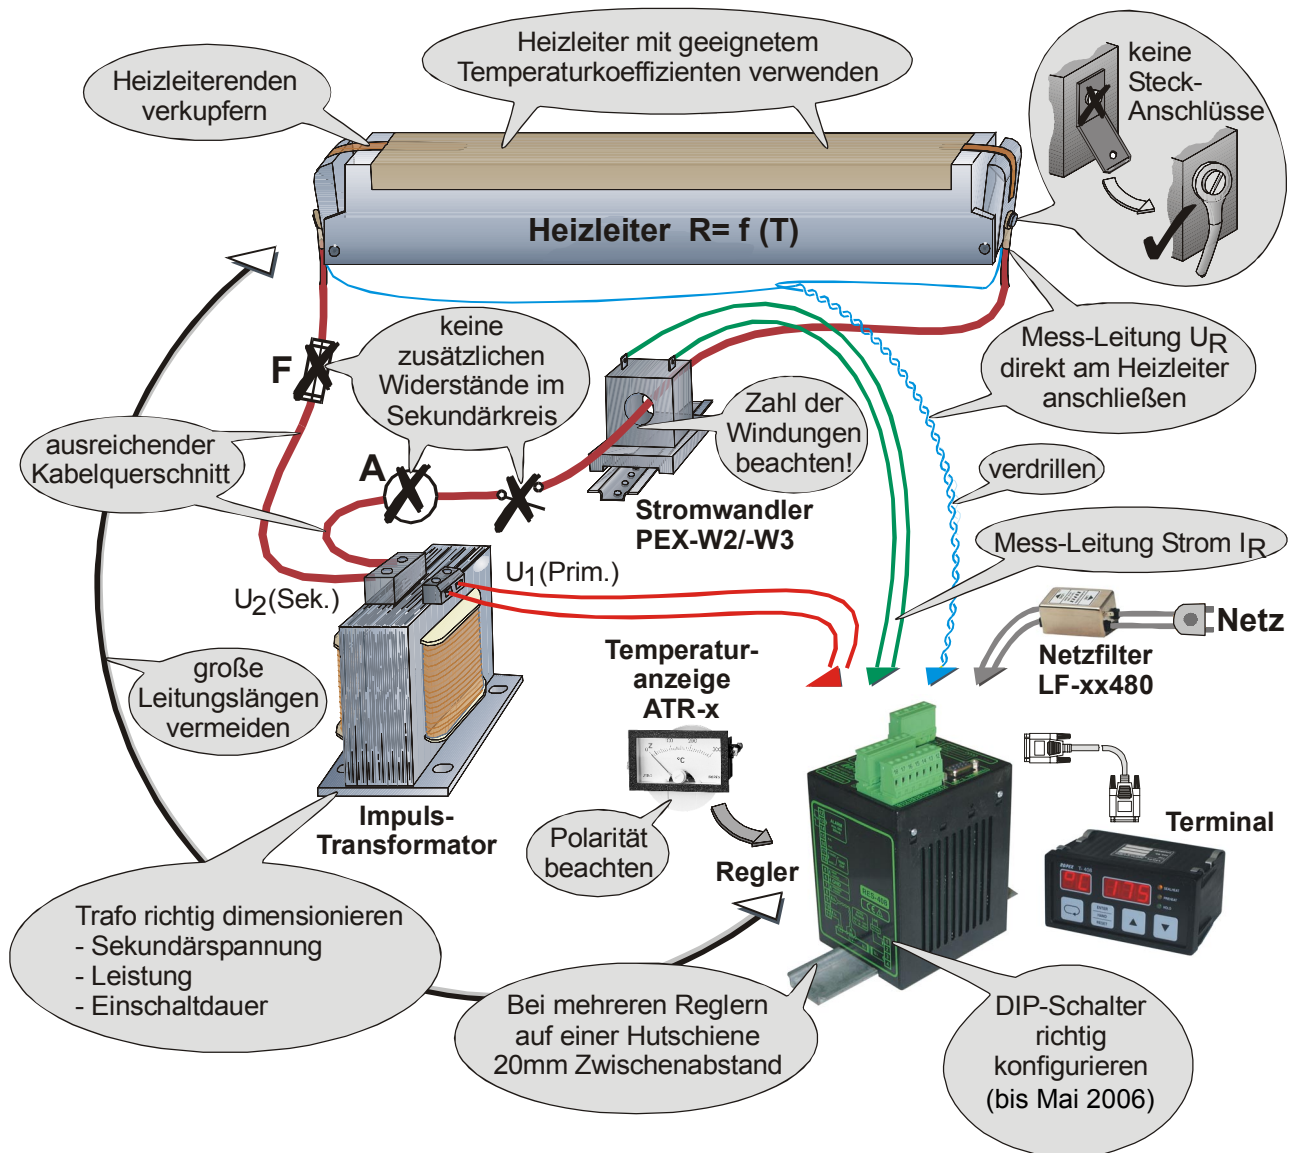 Heizleiterenden
verkupfern
Heizleiter mit geeignetem
Temperaturkoeffizienten verwenden
keine
Steck-
Anschlüsse
Heizleiter R= f (T)
keine
zusätzlichen
Widerstände im
Sekundärkreis
F
Mess-Leitung UR
direkt am Heizleiter
anschließen
ausreichender
Kabelquerschnitt
A
Zahl der
Windungen
beachten!
verdrillen
Stromwandler
PEX-W2/-W3
Mess-Leitung Strom IR
U1(Prim.)
U2(Sek.)
Netz
Netzfilter
LF-xx480
Temperatur-
anzeige
ATR-x
große
Leitungslängen
vermeiden
°C
Impuls-
Transformator
Polarität
beachten
Regler
Terminal
Trafo richtig dimensionieren
- Sekundärspannung
- Leistung
- Einschaltdauer
Bei mehreren Reglern
auf einer Hutschiene
20mm Zwischenabstand
DIP-Schalter
richtig
konfigurieren
(bis Mai 2006)